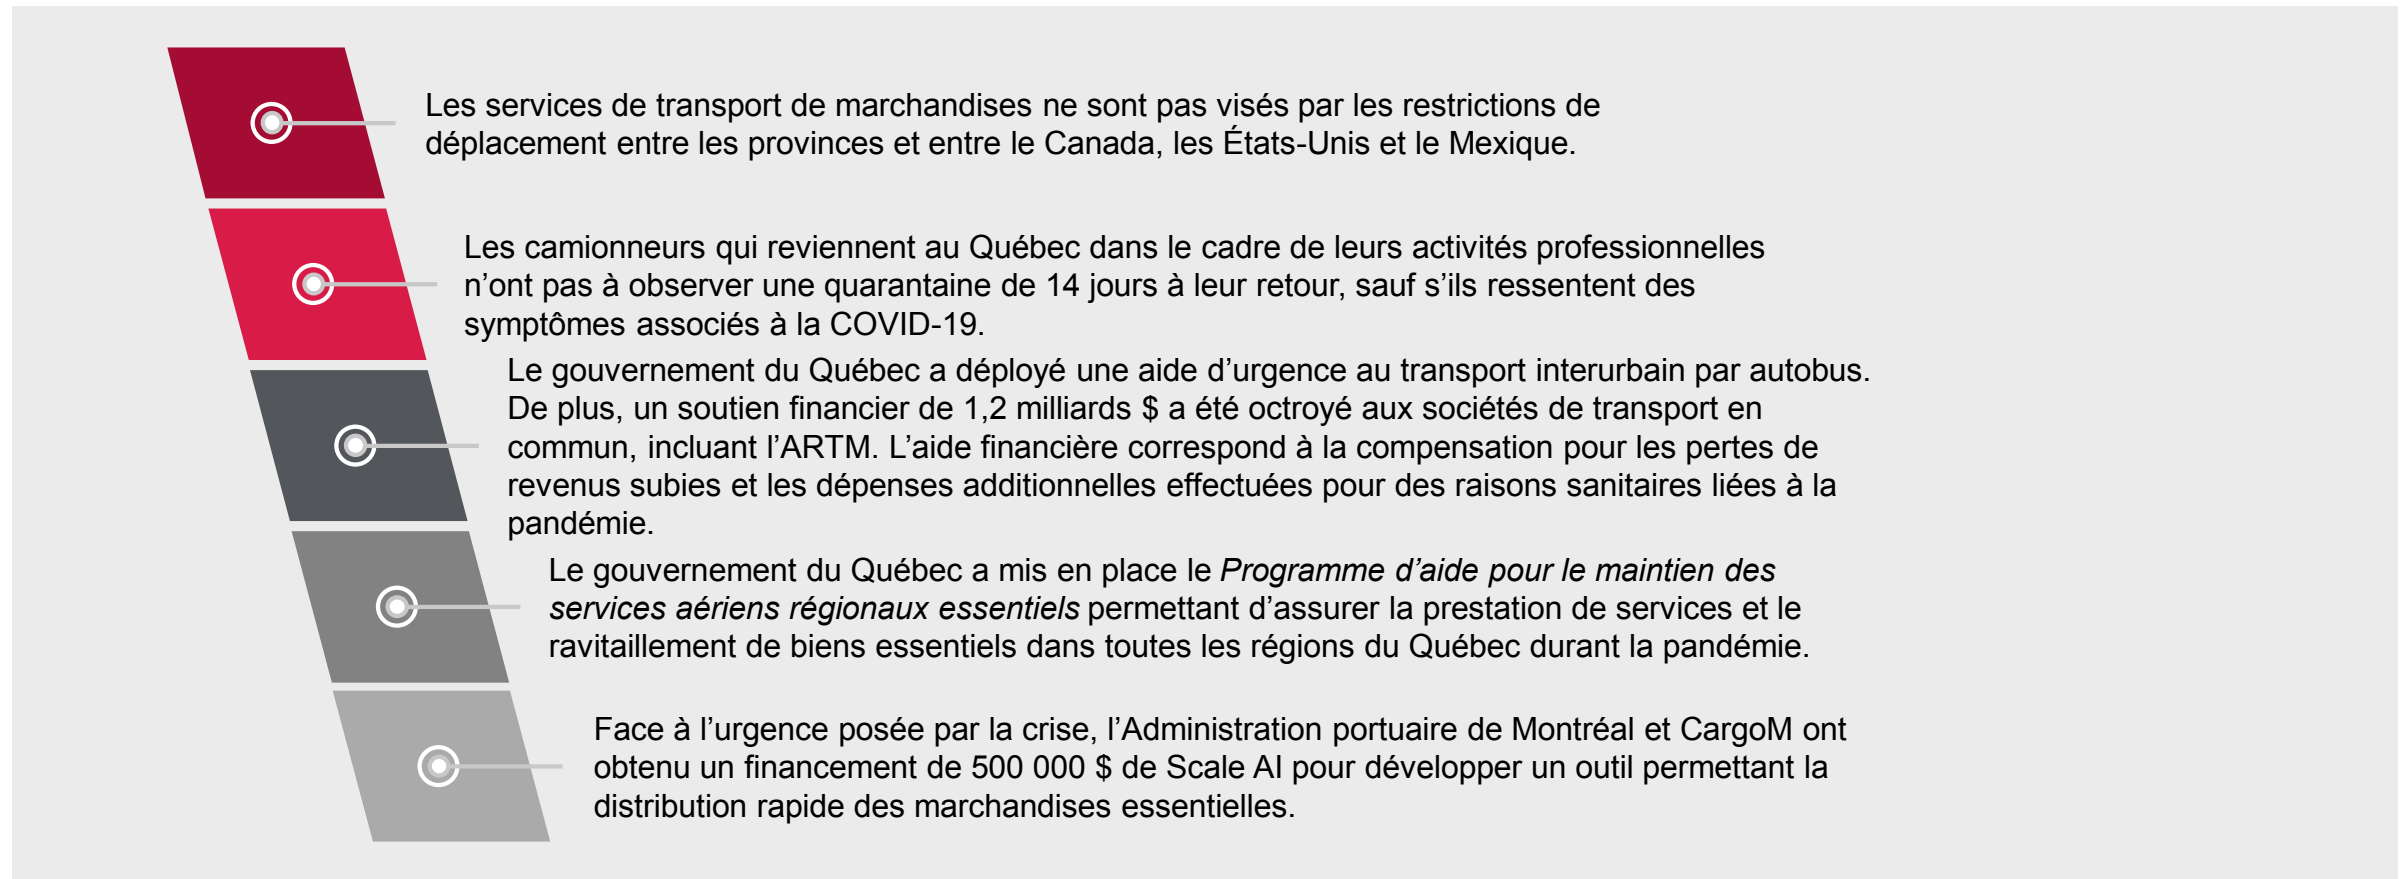 Les services de transport de marchandises ne sont pas visés par les restrictions de
déplacement entre les provinces et entre le Canada, les États-Unis et le Mexique.
Les camionneurs qui reviennent au Québec dans le cadre de leurs activités professionnelles
n’ont pas à observer une quarantaine de 14 jours à leur retour, sauf s’ils ressentent des
symptômes associés à la COVID-19.
Le gouvernement du Québec a déployé une aide d’urgence au transport interurbain par autobus.
De plus, un soutien financier de 1,2 milliards $ a été octroyé aux sociétés de transport en
commun, incluant l’ARTM. L’aide financière correspond à la compensation pour les pertes de
revenus subies et les dépenses additionnelles effectuées pour des raisons sanitaires liées à la
pandémie.
Le gouvernement du Québec a mis en place le Programme d’aide pour le maintien des
services aériens régionaux essentiels permettant d’assurer la prestation de services et le
ravitaillement de biens essentiels dans toutes les régions du Québec durant la pandémie.
Face à l’urgence posée par la crise, l’Administration portuaire de Montréal et CargoM ont
obtenu un financement de 500 000 $ de Scale AI pour développer un outil permettant la
distribution rapide des marchandises essentielles.